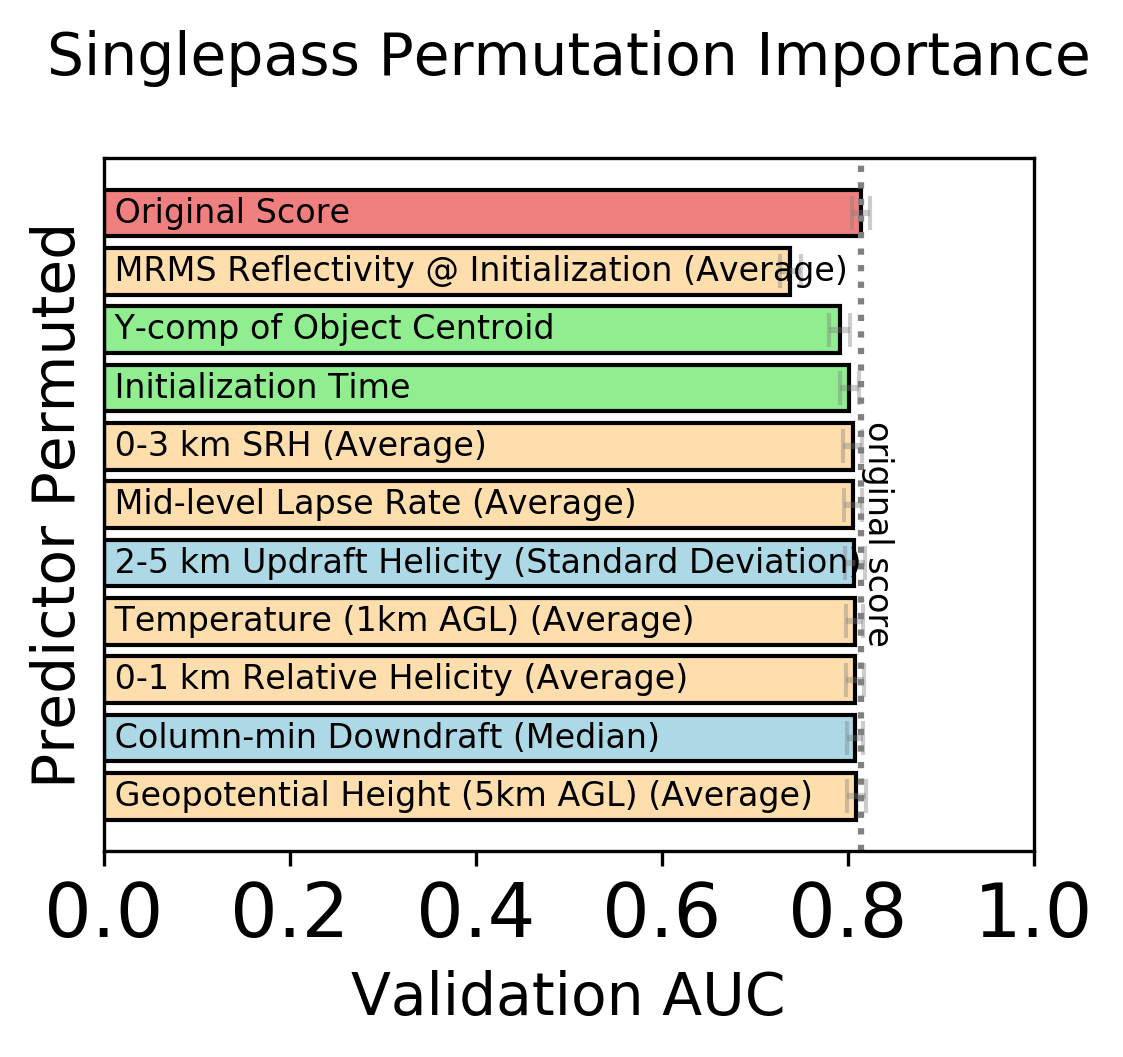 Singlepass Permutation Importance
Predictor Permuted
Original Score
MRMS Reflectivity @ Initialization (Average)
Y-comp of Object Centroid
Initialization Time
0-3 km SRH (Average)
Mid-level Lapse Rate (Average)
2-5 km Updraft Helicity (Standard Deviation)
Temperature (1km AGL) (Average)
0-1 km Relative Helicity (Average)
Column-min Downdraft (Median)
Geopotential Height (5km AGL) (Average)
original score
0.0 0.2 0.4 0.6 0.8 1.0
Validation AUC